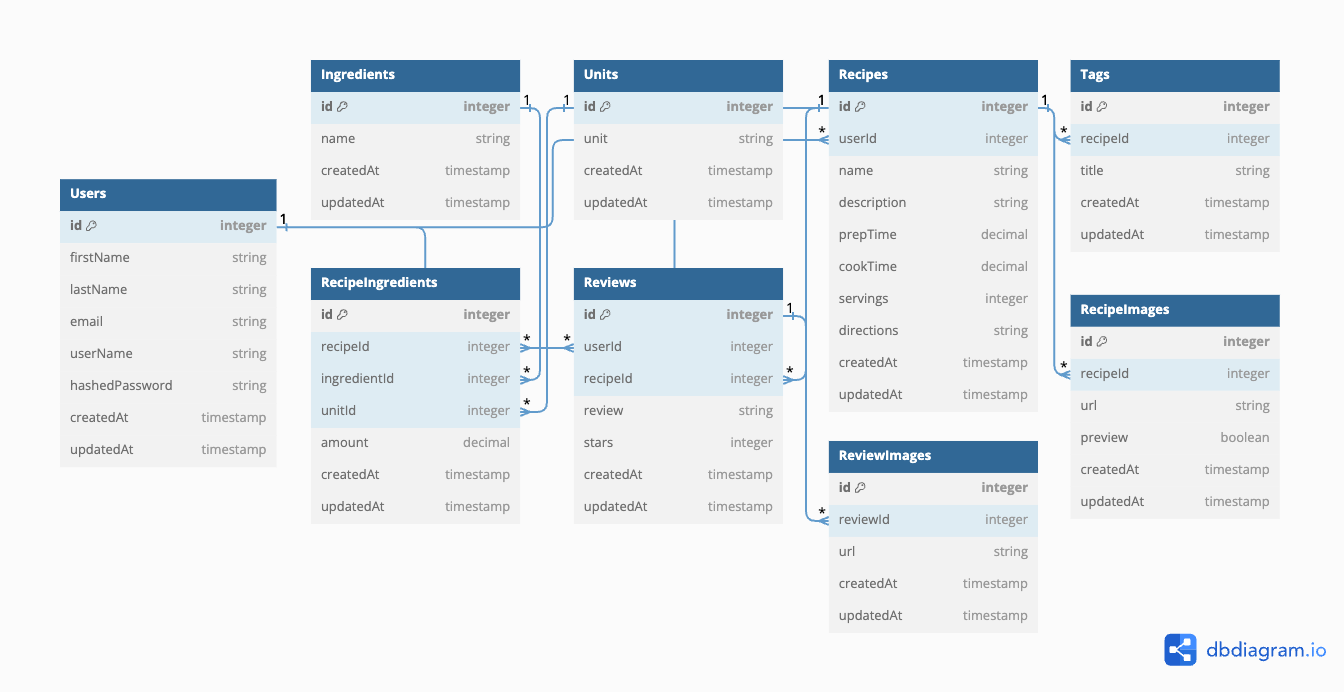 Users
id integer
firstName string
lastName string
email string
userName string
hashedPassword string
createdAt timestamp
updatedAt timestamp
1
Ingredients
id integer
name string
createdAt timestamp
updatedAt timestamp
1
RecipeIngredients
id integer
recipeId integer
ingredientId integer
unitId integer
amount decimal
createdAt timestamp
updatedAt timestamp
*
*
*
Units
id integer
unit string
createdAt timestamp
updatedAt timestamp
1
Reviews
id integer
userId integer
recipeId integer
review string
stars integer
createdAt timestamp
updatedAt timestamp
*
1
*
Recipes
id integer
userId integer
name string
description string
prepTime decimal
cookTime decimal
servings integer
directions string
createdAt timestamp
updatedAt timestamp
1
*
1
ReviewImages
id integer
reviewId integer
url string
createdAt timestamp
updatedAt timestamp
*
Tags
id integer
recipeId integer
title string
createdAt timestamp
updatedAt timestamp
*
RecipeImages
id integer
recipeId integer
url string
preview boolean
createdAt timestamp
updatedAt timestamp
*
dbdiagram.io